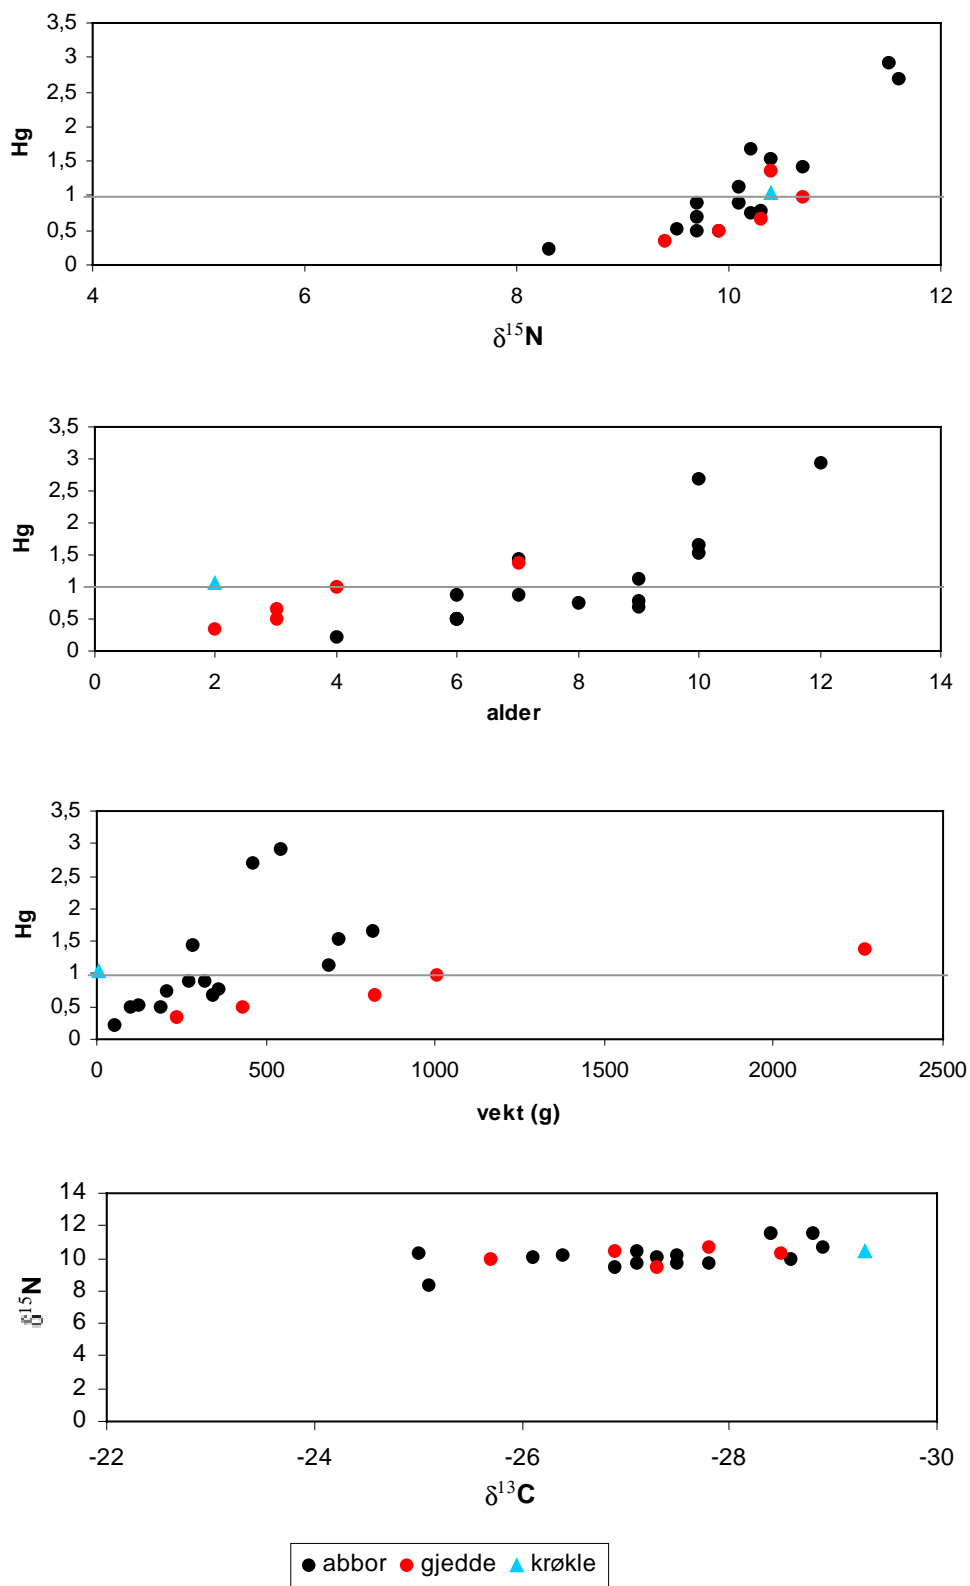 3,5
3
2,5
2
1,5
1
0,5
0
Hg
4 6 8 10 12
δ¹⁵N
3,5
3
2,5
2
1,5
1
0,5
0
Hg
0 2 4 6 8 10 12 14
alder
3,5
3
2,5
2
1,5
1
0,5
0
Hg
0 500 1000 1500 2000 2500
vekt (g)
14
12
10
8
6
4
2
0
δ¹⁵N
-22 -24 -26 -28 -30
δ¹³C
abbor gjedde krøkle